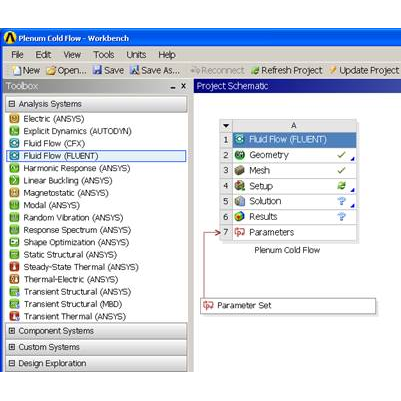 Plenum Cold Flow - Workbench
File Edit View Tools Units Help
New Open... Save Save As... Reconnect Refresh Project Update Project
Toolbox
Project Schematic
Analysis Systems
Electric (ANSYS)
Explicit Dynamics (AUTODYN)
Fluid Flow (CFX)
Fluid Flow (FLUENT)
Harmonic Response (ANSYS)
Linear Buckling (ANSYS)
Magnetostatic (ANSYS)
Modal (ANSYS)
Random Vibration (ANSYS)
Response Spectrum (ANSYS)
Shape Optimization (ANSYS)
Static Structural (ANSYS)
Steady-State Thermal (ANSYS)
Thermal-Electric (ANSYS)
Transient Structural (ANSYS)
Transient Structural (MBD)
Transient Thermal (ANSYS)
Component Systems
Custom Systems
Design Exploration
A
1 Fluid Flow (FLUENT)
2 Geometry
3 Mesh
4 Setup
5 Solution
6 Results
7 Parameters
Plenum Cold Flow
Parameter Set